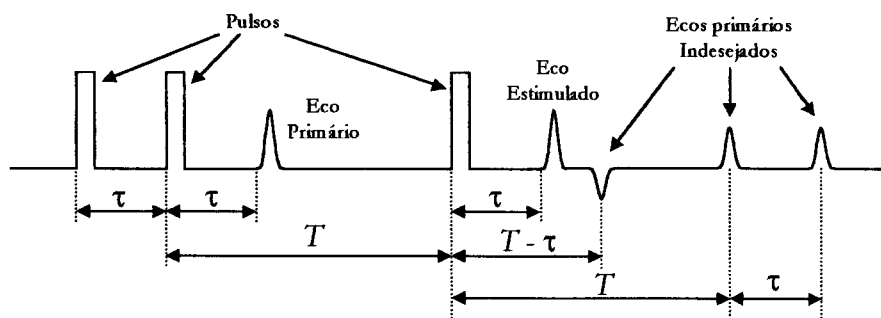 Pulsos
Ecos primários
Indesejados
Eco
Estimulado
Eco
Primário
τ
τ
τ
T
T - τ
T
τ